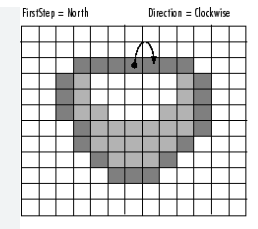 FirstStep = North Direction = Clockwise